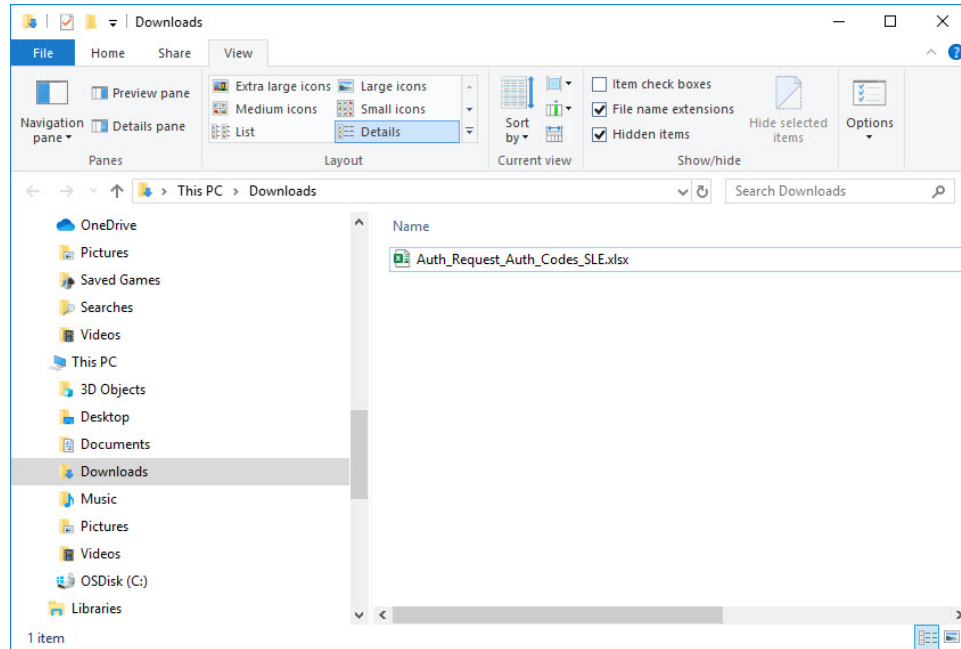 Downloads
File Home Share View
Navigation pane
Preview pane
Details pane
Panes
Extra large icons Large icons
Medium icons Small icons
List Details
Layout
Sort by
Current view
Item check boxes
File name extensions
Hidden items
Hide selected items
Show/hide
Options
This PC > Downloads
Search Downloads
OneDrive
Pictures
Saved Games
Searches
Videos
This PC
3D Objects
Desktop
Documents
Downloads
Music
Pictures
Videos
OSDisk (C:)
Libraries
Name
Auth_Request_Auth_Codes_SLE.xlsx
1 item